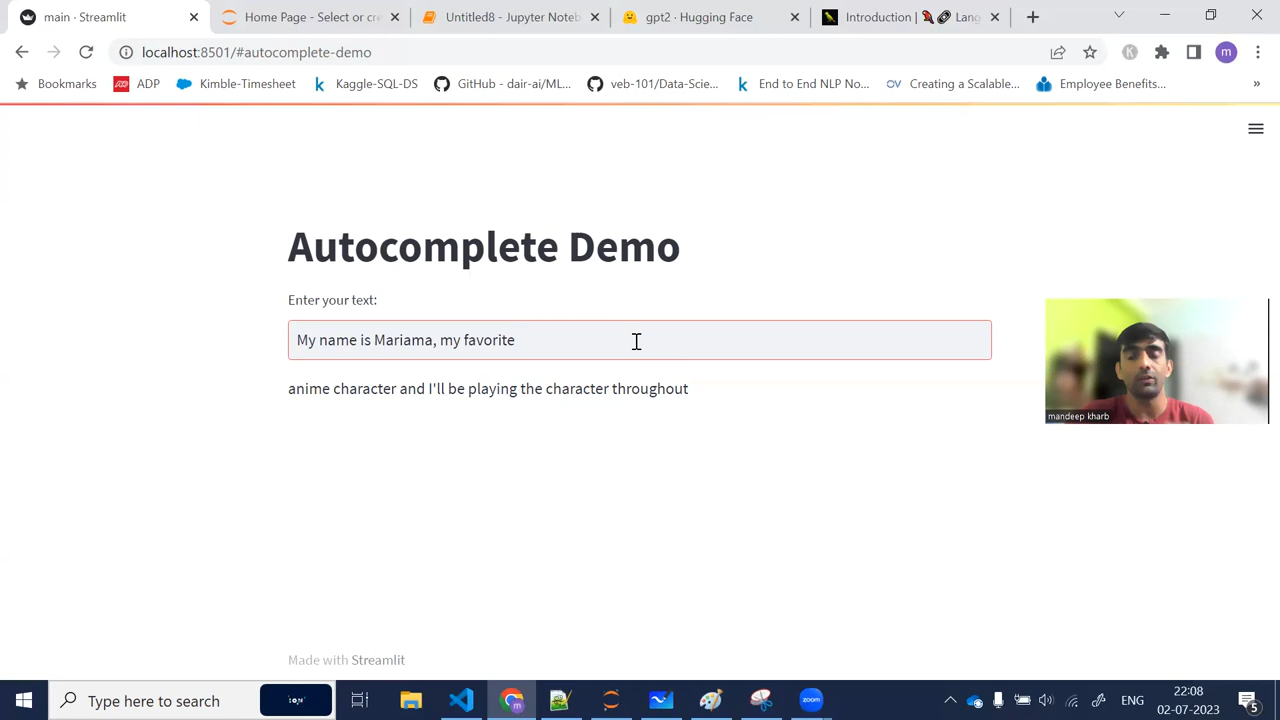 main · Streamlit
Home Page - Select or cre
Untitled8 - Jupyter Noteb
gpt2 · Hugging Face
Introduction | 🦜️🔗 Lang
localhost:8501/#autocomplete-demo
K
m
Bookmarks
ADP
Kimble-Timesheet
Kaggle-SQL-DS
GitHub - dair-ai/ML...
veb-101/Data-Scie...
End to End NLP No...
Creating a Scalable...
Employee Benefits...
»
Autocomplete Demo
Enter your text:
My name is Mariama, my favorite
anime character and I'll be playing the character throughout
mandeep kharb
Made with Streamlit
Type here to search
zoom
ENG
22:08
02-07-2023
5